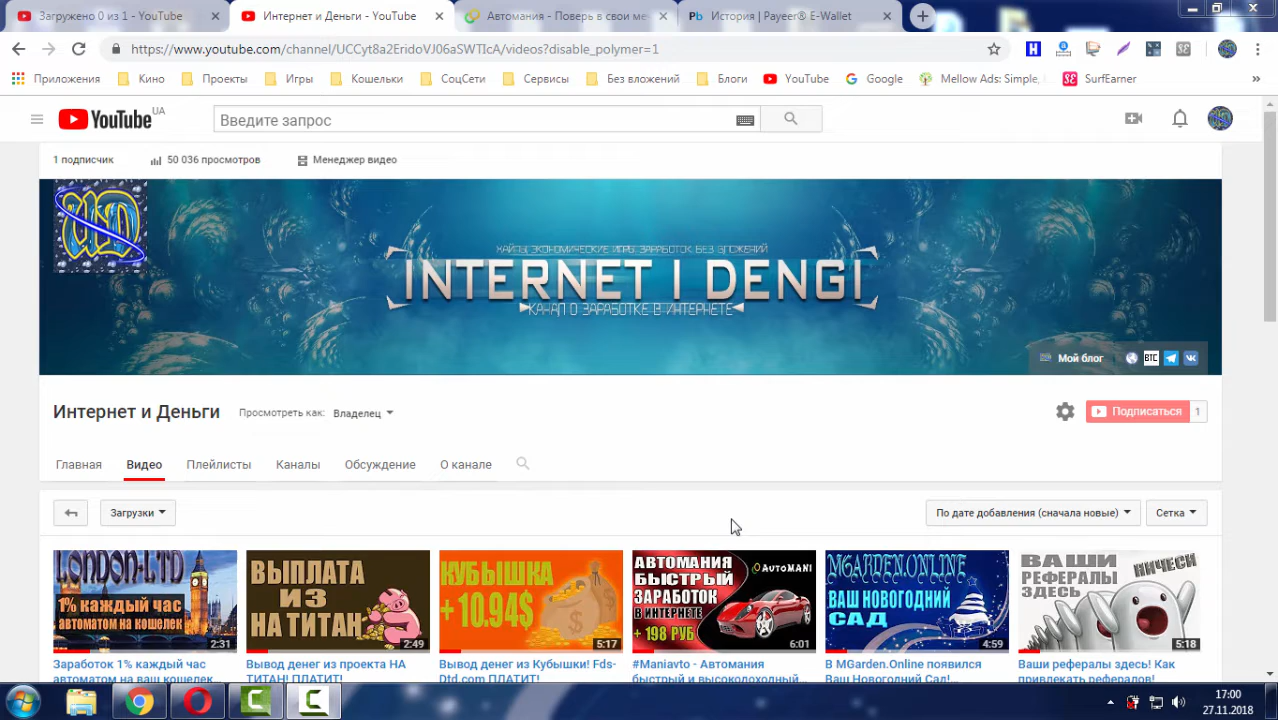 Загружено 0 из 1 - YouTube
Интернет и Деньги - YouTube
Автомания - Поверь в свои ме
История | Payeer® E-Wallet
https://www.youtube.com/channel/UCCyt8a2EridoVJ06aSWTIcA/videos?disable_polymer=1
Приложения Кино Проекты Игры Кошельки СоцСети Сервисы Без вложений Блоги YouTube Google Mellow Ads: Simple, SurfEarner
YouTube UA
Введите запрос
1 подписчик 50 036 просмотров Менеджер видео
ХАЙПЫ ЭКОНОМИЧЕСКИЕ ИГРЫ ЗАРАБОТОК БЕЗ ВЛОЖЕНИЙ
INTERNET I DENGI
КАНАЛ О ЗАРАБОТКЕ В ИНТЕРНЕТЕ
Мой блог BTC
Интернет и Деньги Просмотреть как: Владелец Подписаться 1
Главная Видео Плейлисты Каналы Обсуждение О канале
Загрузки По дате добавления (сначала новые) Сетка
LONDON-LTD
1% каждый час
автоматом на кошелек
2:31
ВЫПЛАТА
ИЗ
НА ТИТАН
2:49
КУБЫШКА
+ 10.94$
5:17
АВТОМАНИЯ
БЫСТРЫЙ
ЗАРАБОТОК
В ИНТЕРНЕТЕ
+ 198 РУБ
AUTOMANI
6:01
MGARDEN.ONLINE
ВАШ НОВОГОДНИЙ
САД
4:59
ВАШИ
РЕФЕРАЛЫ
ЗДЕСЬ
НИЧЕСИ
5:18
Заработок 1% каждый час
автоматом на ваш кошелек...
Вывод денег из проекта НА
ТИТАН! ПЛАТИТ!
Вывод денег из Кубышки! Fds-
Dtd.com ПЛАТИТ!
#Maniavto - Автомания
быстрый и высокодоходный...
В MGarden.Online появился
Ваш Новогодний Сад!
Ваши рефералы здесь! Как
привлекать рефералов!
17:00
27.11.2018